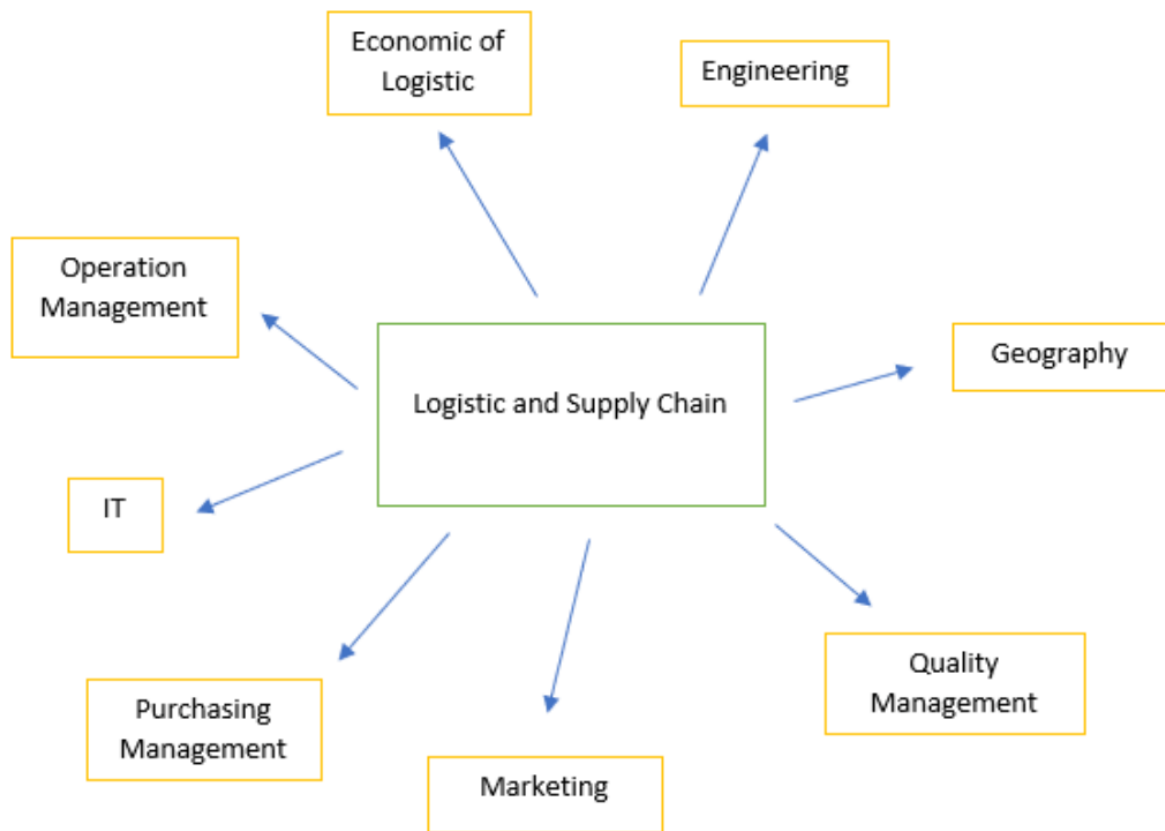 Economic of
Logistic
Engineering
Operation
Management
Geography
Logistic and Supply Chain
IT
Quality
Management
Purchasing
Management
Marketing